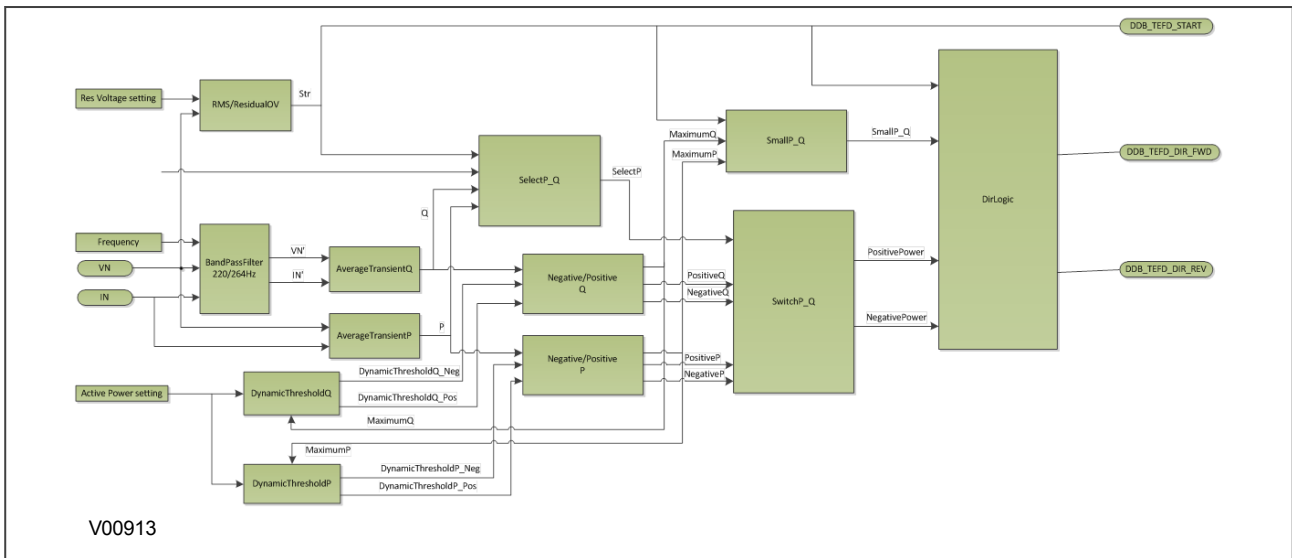 DDB_TEFD_START
Res Voltage setting
RMS/ResidualOV
Str
MaximumQ
SmallP_Q
SmallP_Q
MaximumP
DDB_TEFD_DIR_FWD
SelectP_Q
SelectP
DirLogic
Q
Frequency
BandPassFilter
220/264Hz
VN'
VN
AverageTransientQ
IN'
IN
Negative/Positive
Q
PositiveQ
NegativeQ
SwitchP_Q
PositivePower
DDB_TEFD_DIR_REV
NegativePower
AverageTransientP
P
Negative/Positive
P
PositiveP
NegativeP
Active Power setting
DynamicThresholdQ
DynamicThresholdQ_Neg
DynamicThresholdQ_Pos
MaximumQ
MaximumP
DynamicThresholdP
DynamicThresholdP_Neg
DynamicThresholdP_Pos
V00913